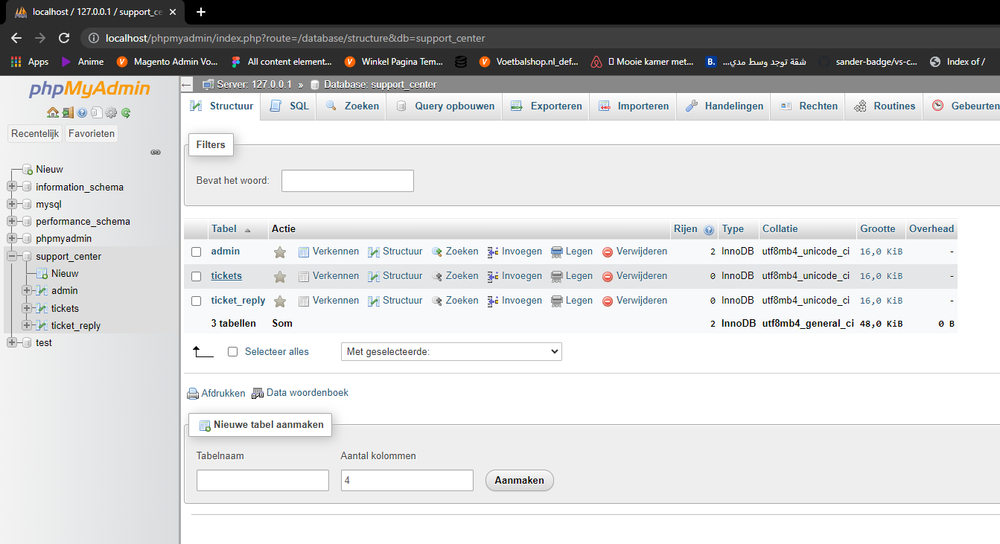 localhost / 127.0.0.1 / support_ce
localhost/phpmyadmin/index.php?route=/database/structure&db=support_center
Apps Anime Magento Admin Vo... All content element... Winkel Pagina Tem... Voetbalshop.nl_def... Mooie kamer met... B. شقة توجد وسط مدي... sander-badge/vs-c... Index of /
phpMyAdmin
Recentelijk Favorieten
Nieuw
information_schema
mysql
performance_schema
phpmyadmin
support_center
Nieuw
admin
tickets
ticket_reply
test
Server: 127.0.0.1 » Database: support_center
Structuur SQL Zoeken Query opbouwen Exporteren Importeren Handelingen Rechten Routines Gebeurten
Filters
Bevat het woord:
Tabel Actie Rijen Type Collatie Grootte Overhead
admin Verkennen Structuur Zoeken Invoegen Legen Verwijderen 2 InnoDB utf8mb4_unicode_ci 16,0 KiB -
tickets Verkennen Structuur Zoeken Invoegen Legen Verwijderen 0 InnoDB utf8mb4_unicode_ci 16,0 KiB -
ticket_reply Verkennen Structuur Zoeken Invoegen Legen Verwijderen 0 InnoDB utf8mb4_unicode_ci 16,0 KiB -
3 tabellen Som 2 InnoDB utf8mb4_general_ci 48,0 KiB 0 B
Selecteer alles Met geselecteerde:
Afdrukken Data woordenboek
Nieuwe tabel aanmaken
Tabelnaam Aantal kolommen
4 Aanmaken